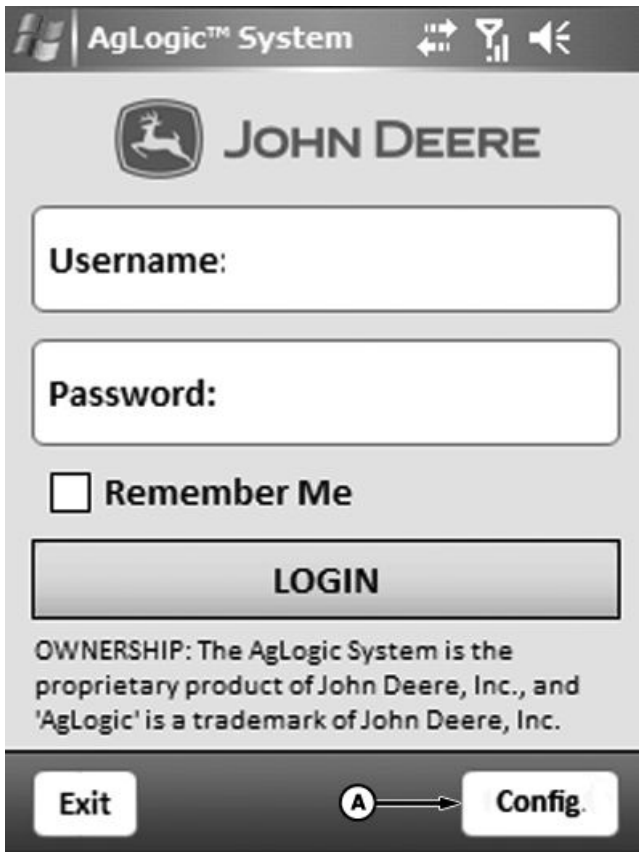 AgLogic™ System
JOHN DEERE
Username:
Password:
Remember Me
LOGIN
OWNERSHIP: The AgLogic System is the
proprietary product of John Deere, Inc., and
'AgLogic' is a trademark of John Deere, Inc.
Exit A Config.